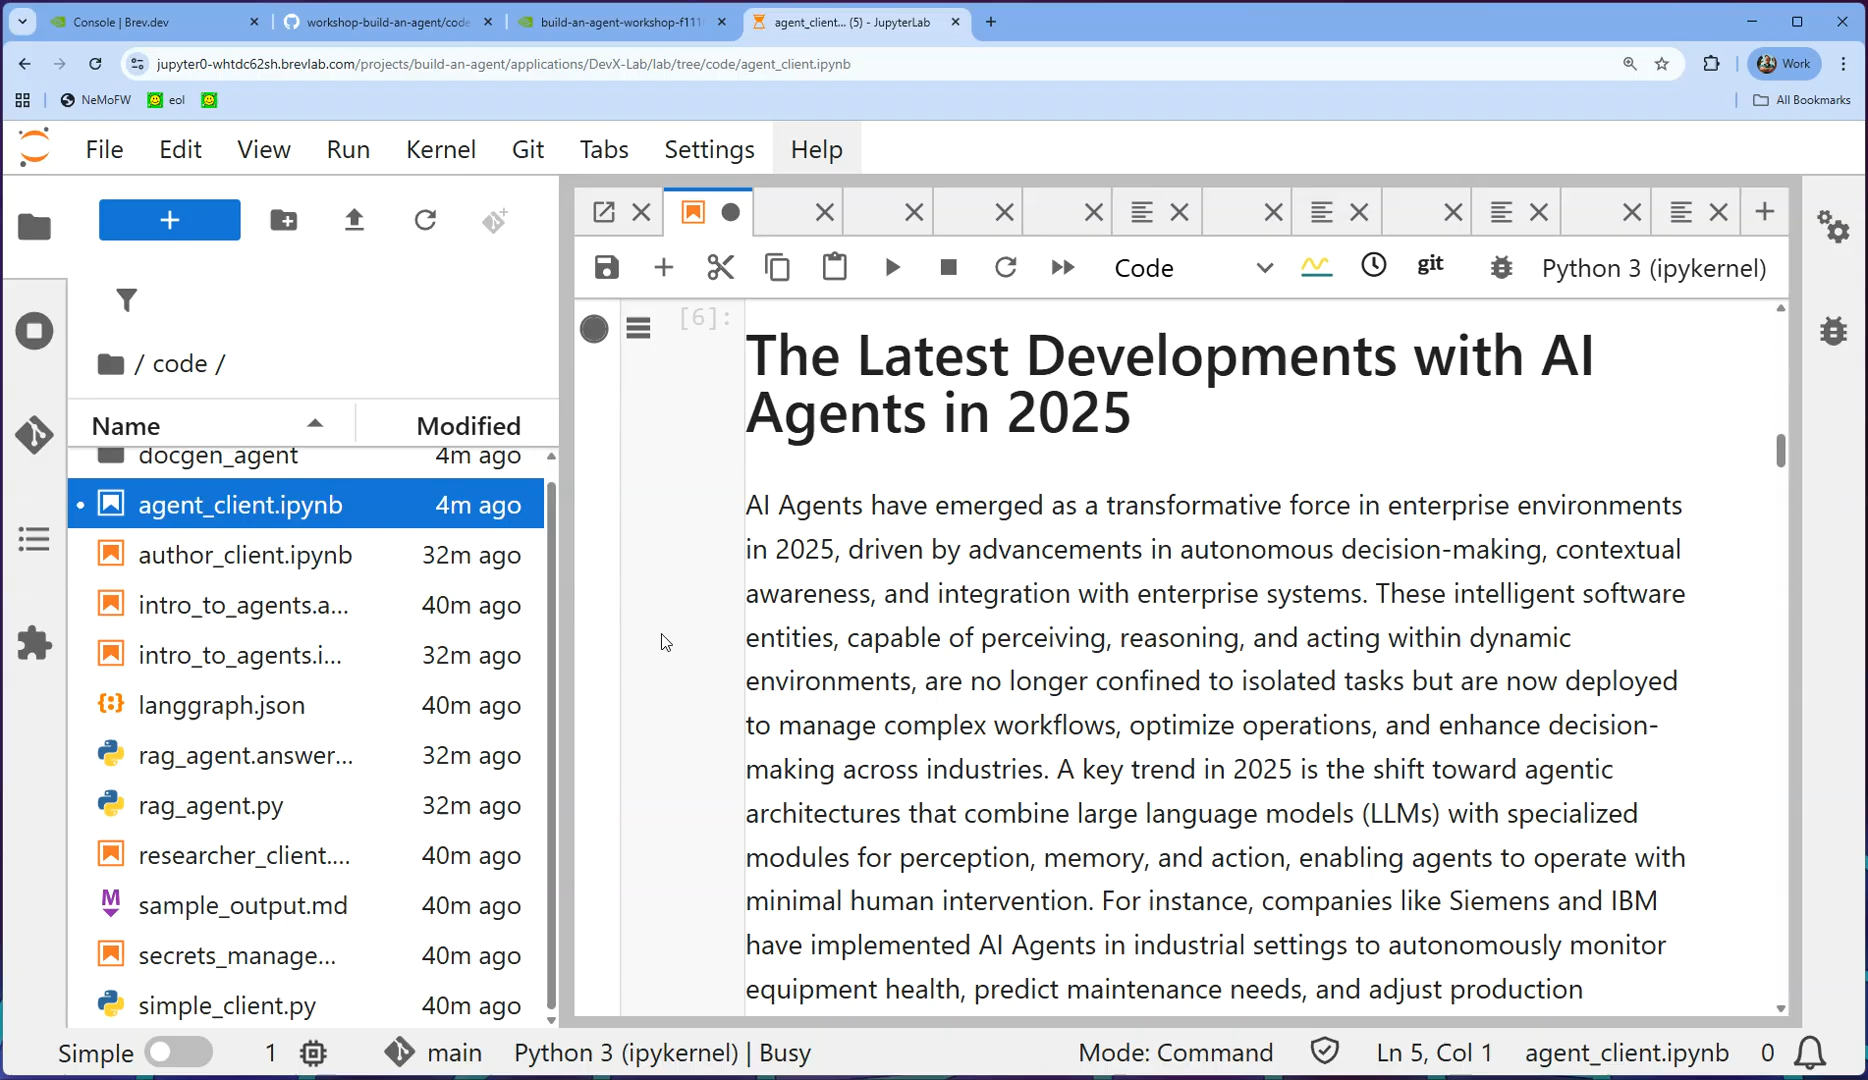 Console | Brev.dev
workshop-build-an-agent/code
build-an-agent-workshop-f111
agent_client... (5) - JupyterLab
jupyter0-whtdc62sh.brevlab.com/projects/build-an-agent/applications/DevX-Lab/lab/tree/code/agent_client.ipynb
Work
NeMoFW
eol
All Bookmarks
File Edit View Run Kernel Git Tabs Settings Help
Code
git
Python 3 (ipykernel)
/ code /
Name
Modified
docgen_agent 4m ago
agent_client.ipynb 4m ago
author_client.ipynb 32m ago
intro_to_agents.a... 40m ago
intro_to_agents.i... 32m ago
langgraph.json 40m ago
rag_agent.answer... 32m ago
rag_agent.py 32m ago
researcher_client.... 40m ago
sample_output.md 40m ago
secrets_manage... 40m ago
simple_client.py 40m ago
[6]:
The Latest Developments with AI
Agents in 2025
AI Agents have emerged as a transformative force in enterprise environments
in 2025, driven by advancements in autonomous decision-making, contextual
awareness, and integration with enterprise systems. These intelligent software
entities, capable of perceiving, reasoning, and acting within dynamic
environments, are no longer confined to isolated tasks but are now deployed
to manage complex workflows, optimize operations, and enhance decision-
making across industries. A key trend in 2025 is the shift toward agentic
architectures that combine large language models (LLMs) with specialized
modules for perception, memory, and action, enabling agents to operate with
minimal human intervention. For instance, companies like Siemens and IBM
have implemented AI Agents in industrial settings to autonomously monitor
equipment health, predict maintenance needs, and adjust production
Simple
1
main
Python 3 (ipykernel) | Busy
Mode: Command
Ln 5, Col 1
agent_client.ipynb
0